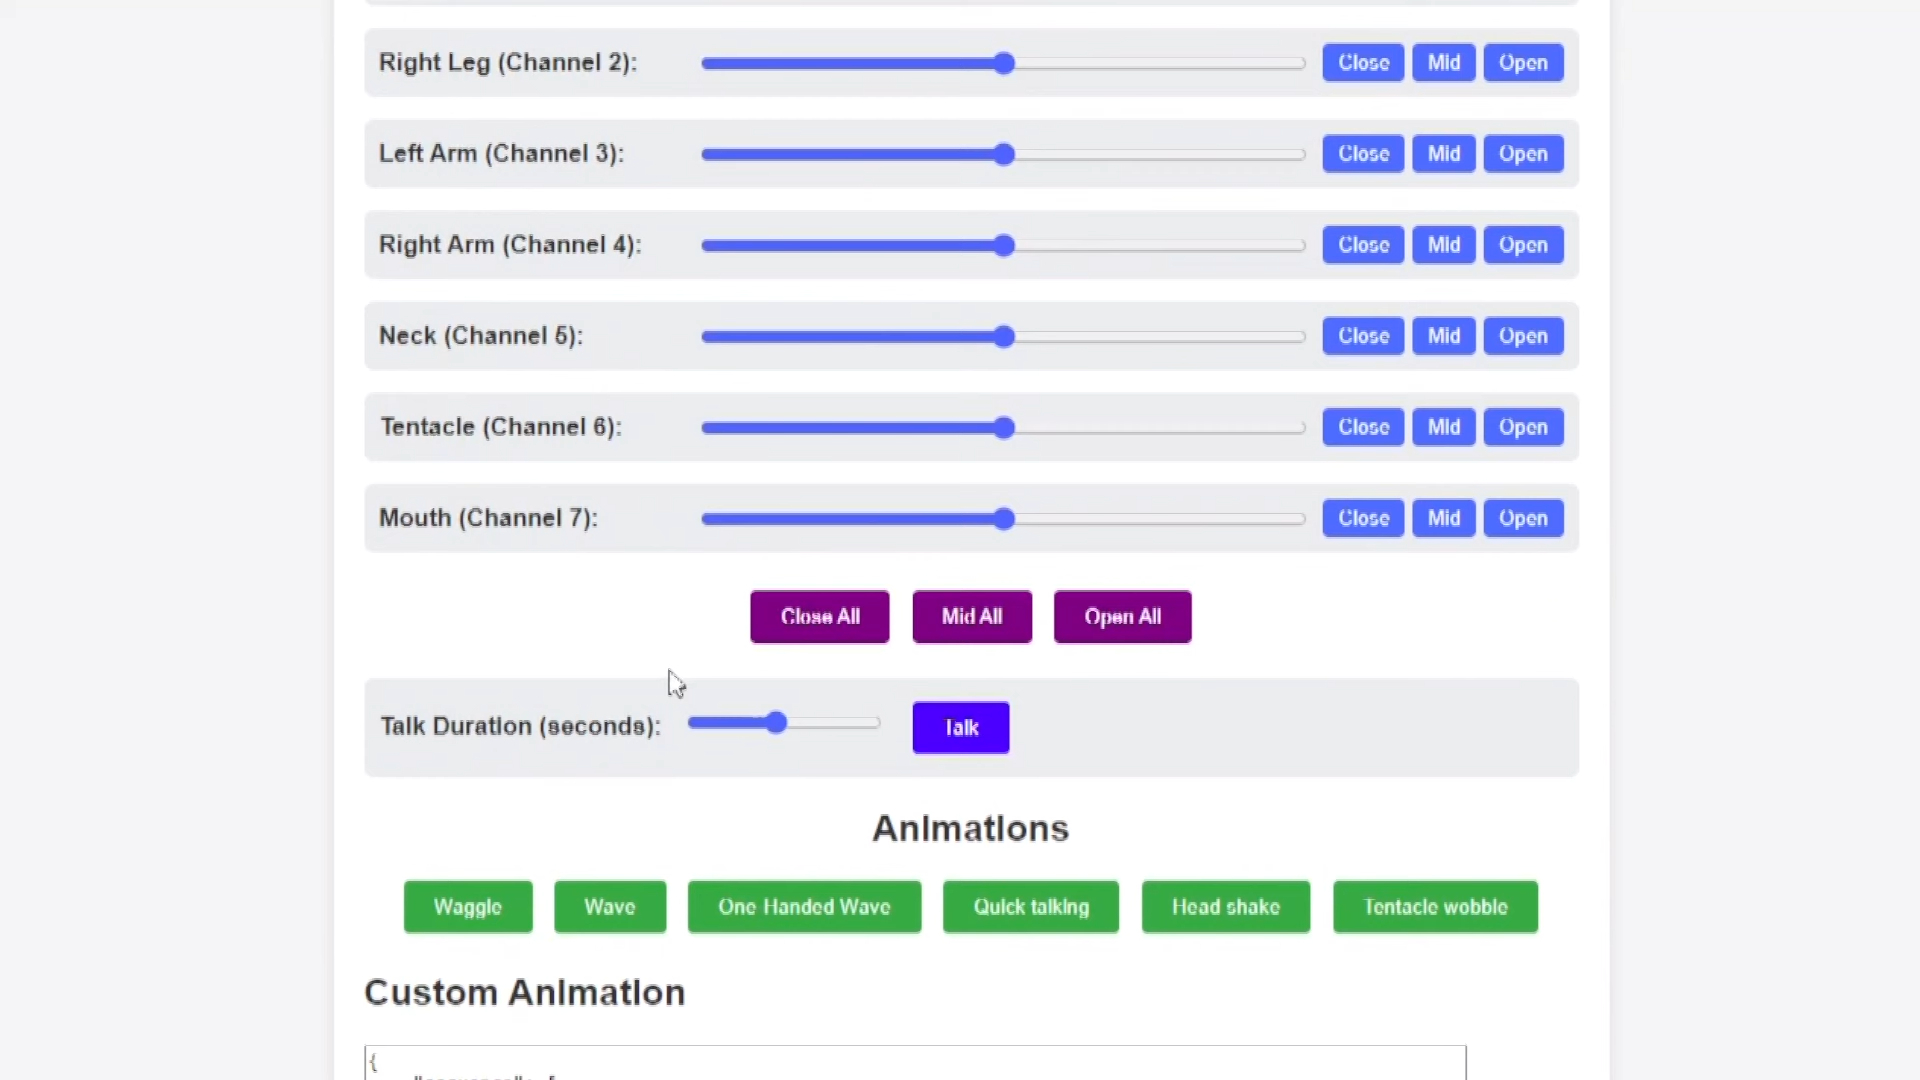 Right Leg (Channel 2): Close Mid Open
Left Arm (Channel 3): Close Mid Open
Right Arm (Channel 4): Close Mid Open
Neck (Channel 5): Close Mid Open
Tentacle (Channel 6): Close Mid Open
Mouth (Channel 7): Close Mid Open
Close All Mid All Open All
Talk Duration (seconds): Talk
Animations
Waggle Wave One Handed Wave Quick talking Head shake Tentacle wobble
Custom Animation
{